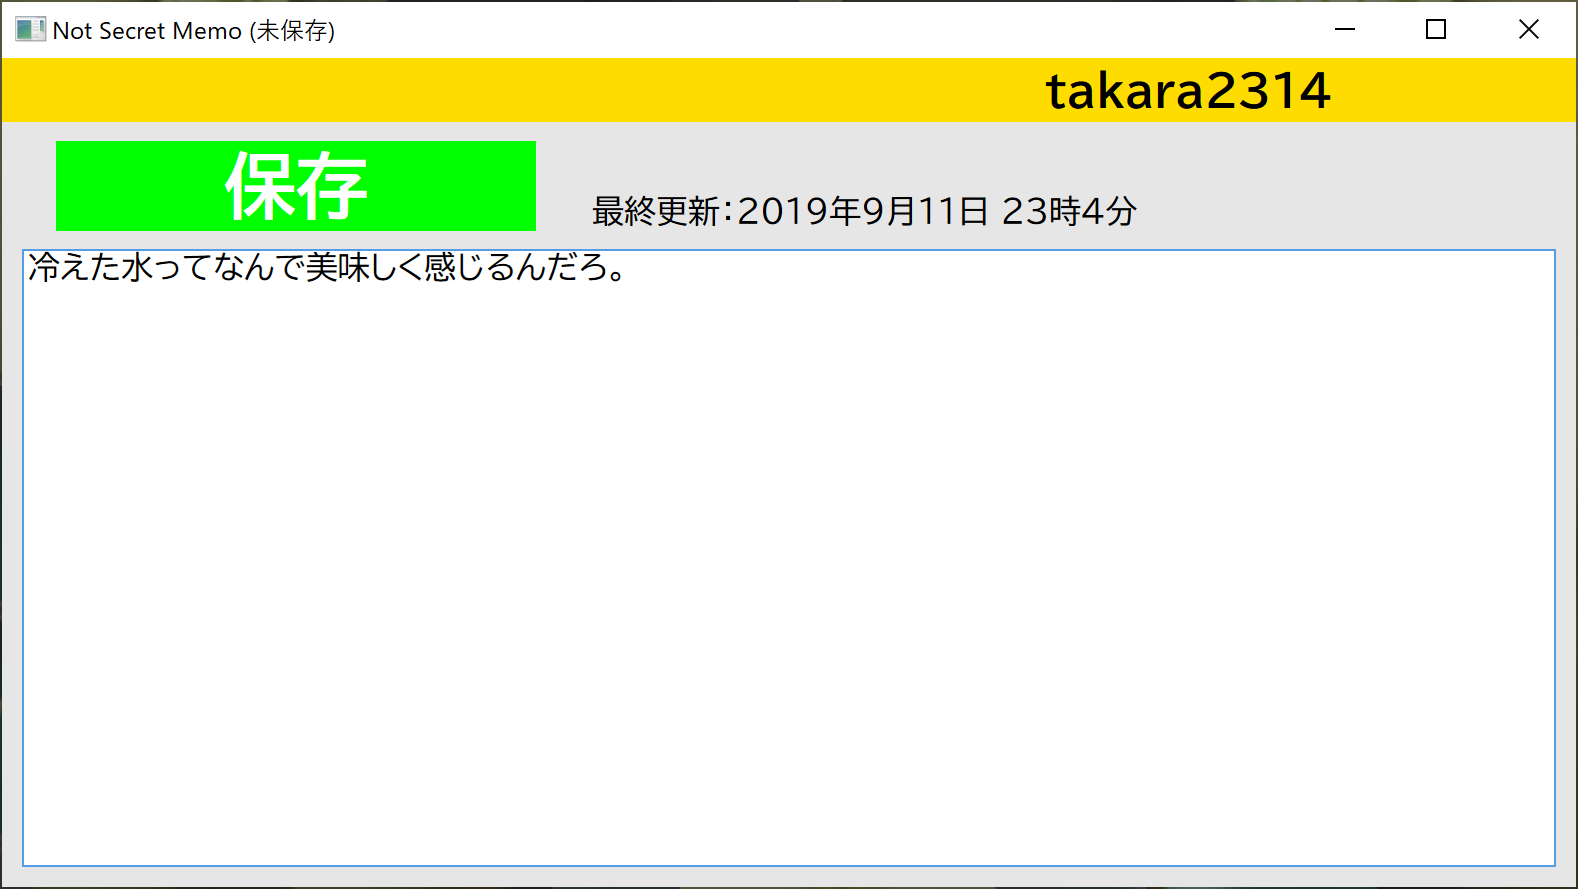 Not Secret Memo (未保存)
takara2314
保存
最終更新：2019年9月11日 23時4分
冷えた水ってなんで美味しく感じるんだろ。